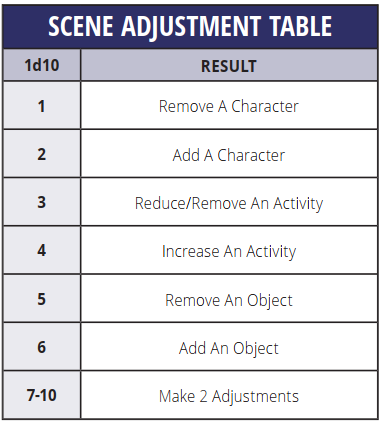 SCENE ADJUSTMENT TABLE
1d10 RESULT
1 Remove A Character
2 Add A Character
3 Reduce/Remove An Activity
4 Increase An Activity
5 Remove An Object
6 Add An Object
7-10 Make 2 Adjustments